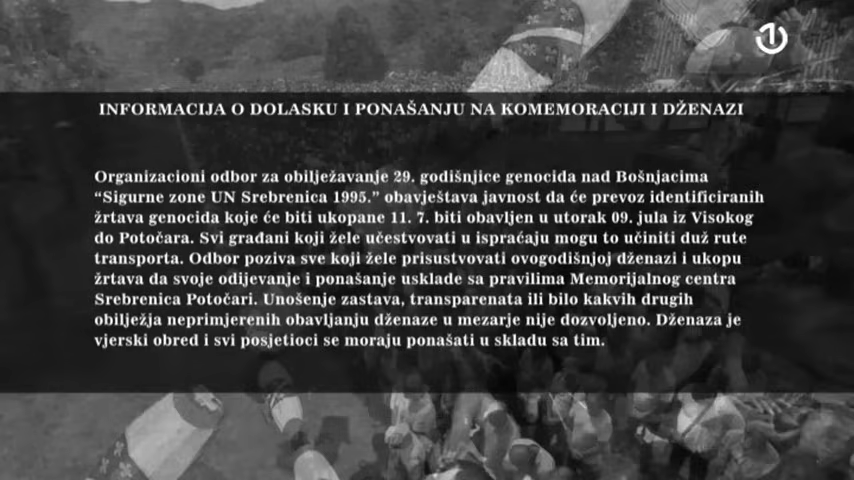 INFORMACIJA O DOLASKU I PONAŠANJU NA KOMEMORACIJI I DŽENAZI
Organizacioni odbor za obilježavanje 29. godišnjice genocida nad Bošnjacima
“Sigurne zone UN Srebrenica 1995.” obavještava javnost da će prevoz identificiranih
žrtava genocida koje će biti ukopane 11. 7. biti obavljen u utorak 09. jula iz Visokog
do Potočara. Svi građani koji žele učestvovati u ispraćaju mogu to učiniti duž rute
transporta. Odbor poziva sve koji žele prisustvovati ovogodišnjoj dženazi i ukopu
žrtava da svoje odijevanje i ponašanje usklade sa pravilima Memorijalnog centra
Srebrenica Potočari. Unošenje zastava, transparenata ili bilo kakvih drugih
obilježja neprimjerenih obavljanju dženaze u mezarje nije dozvoljeno. Dženaza je
vjerski obred i svi posjetioci se moraju ponašati u skladu sa tim.